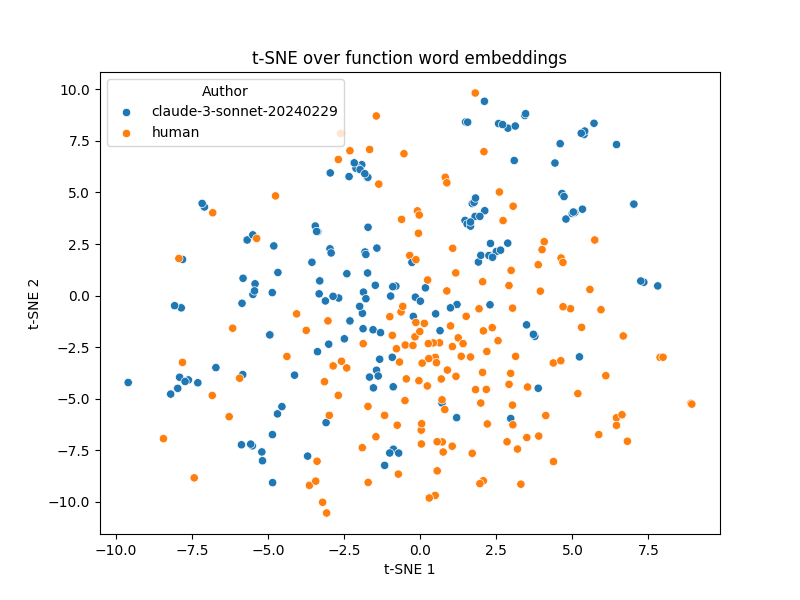 t-SNE over function word embeddings
Author
claude-3-sonnet-20240229
human
10.0
7.5
5.0
2.5
0.0
−2.5
−5.0
−7.5
−10.0
t-SNE 2
−10.0 −7.5 −5.0 −2.5 0.0 2.5 5.0 7.5
t-SNE 1